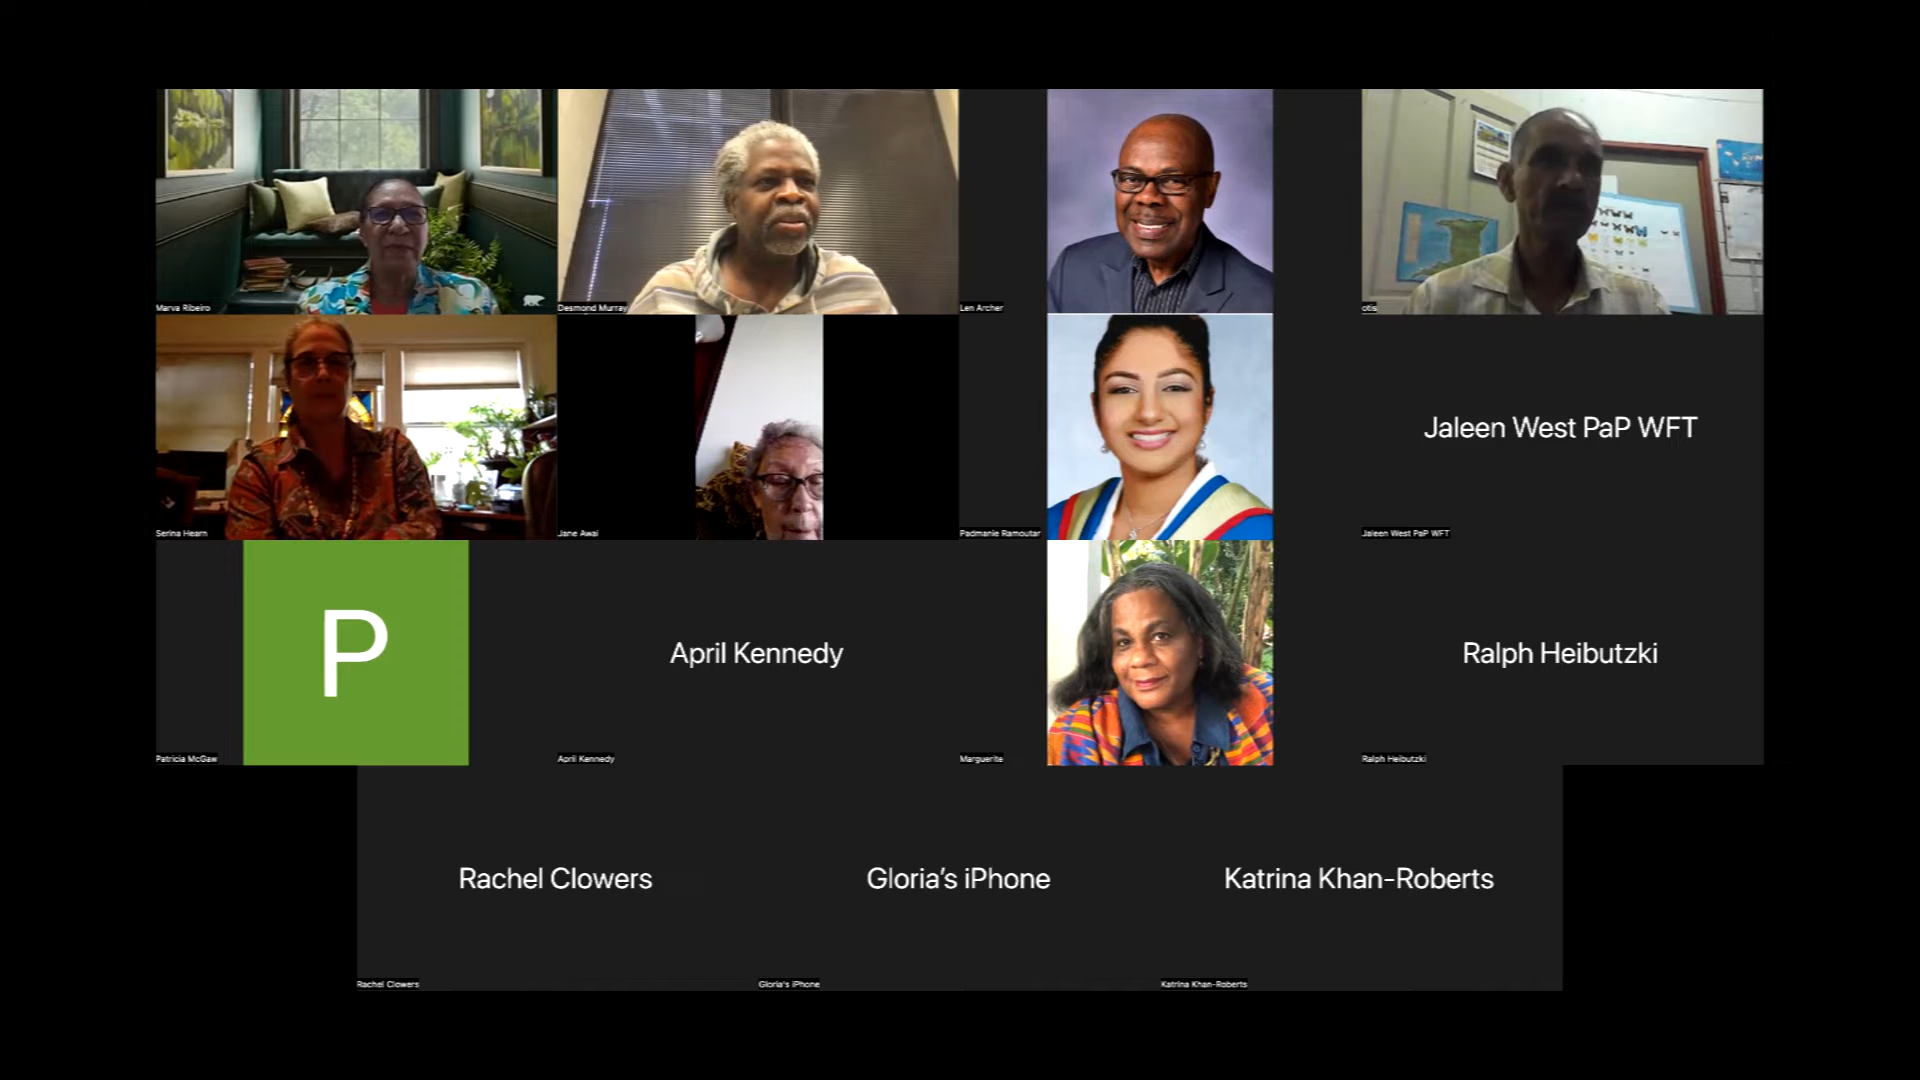 Marva Ribeiro
Desmond Murray
Len Archer
otis
Serina Hearn
Jane Awai
Padmanie Ramoutar
Jaleen West PaP WFT
Jaleen West PaP WFT
P
Patricia McGaw
April Kennedy
April Kennedy
Marguerite
Ralph Heibutzki
Ralph Heibutzki
Rachel Clowers
Rachel Clowers
Gloria's iPhone
Gloria's iPhone
Katrina Khan-Roberts
Katrina Khan-Roberts